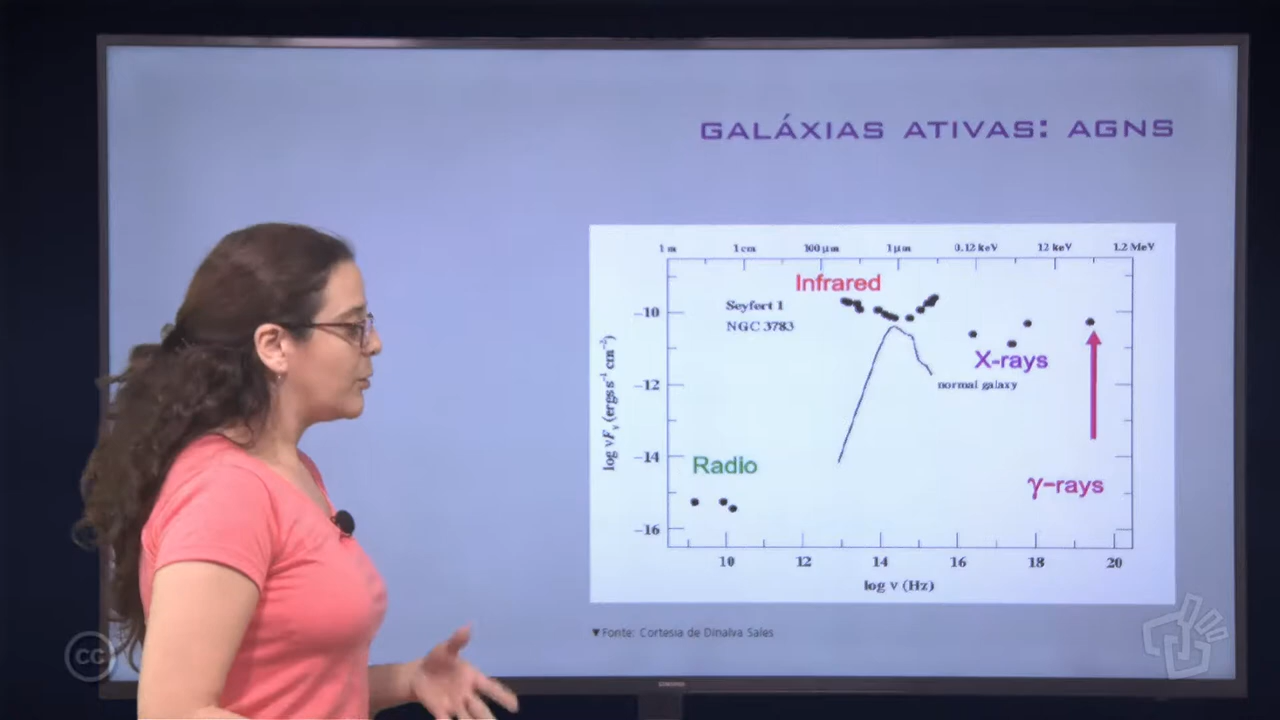 GALÁXIAS ATIVAS: AGNS
1 m 1 cm 100 μm 1 μm 0.12 keV 12 keV 1.2 MeV
Infrared
Seyfert 1
NGC 3783
X-rays
normal galaxy
Radio
γ-rays
-10
-12
-14
-16
log νFν (ergs s⁻¹ cm⁻²)
10 12 14 16 18 20
log ν (Hz)
▼Fonte: Cortesia de Dinalva Sales
SAMSUNG
cc